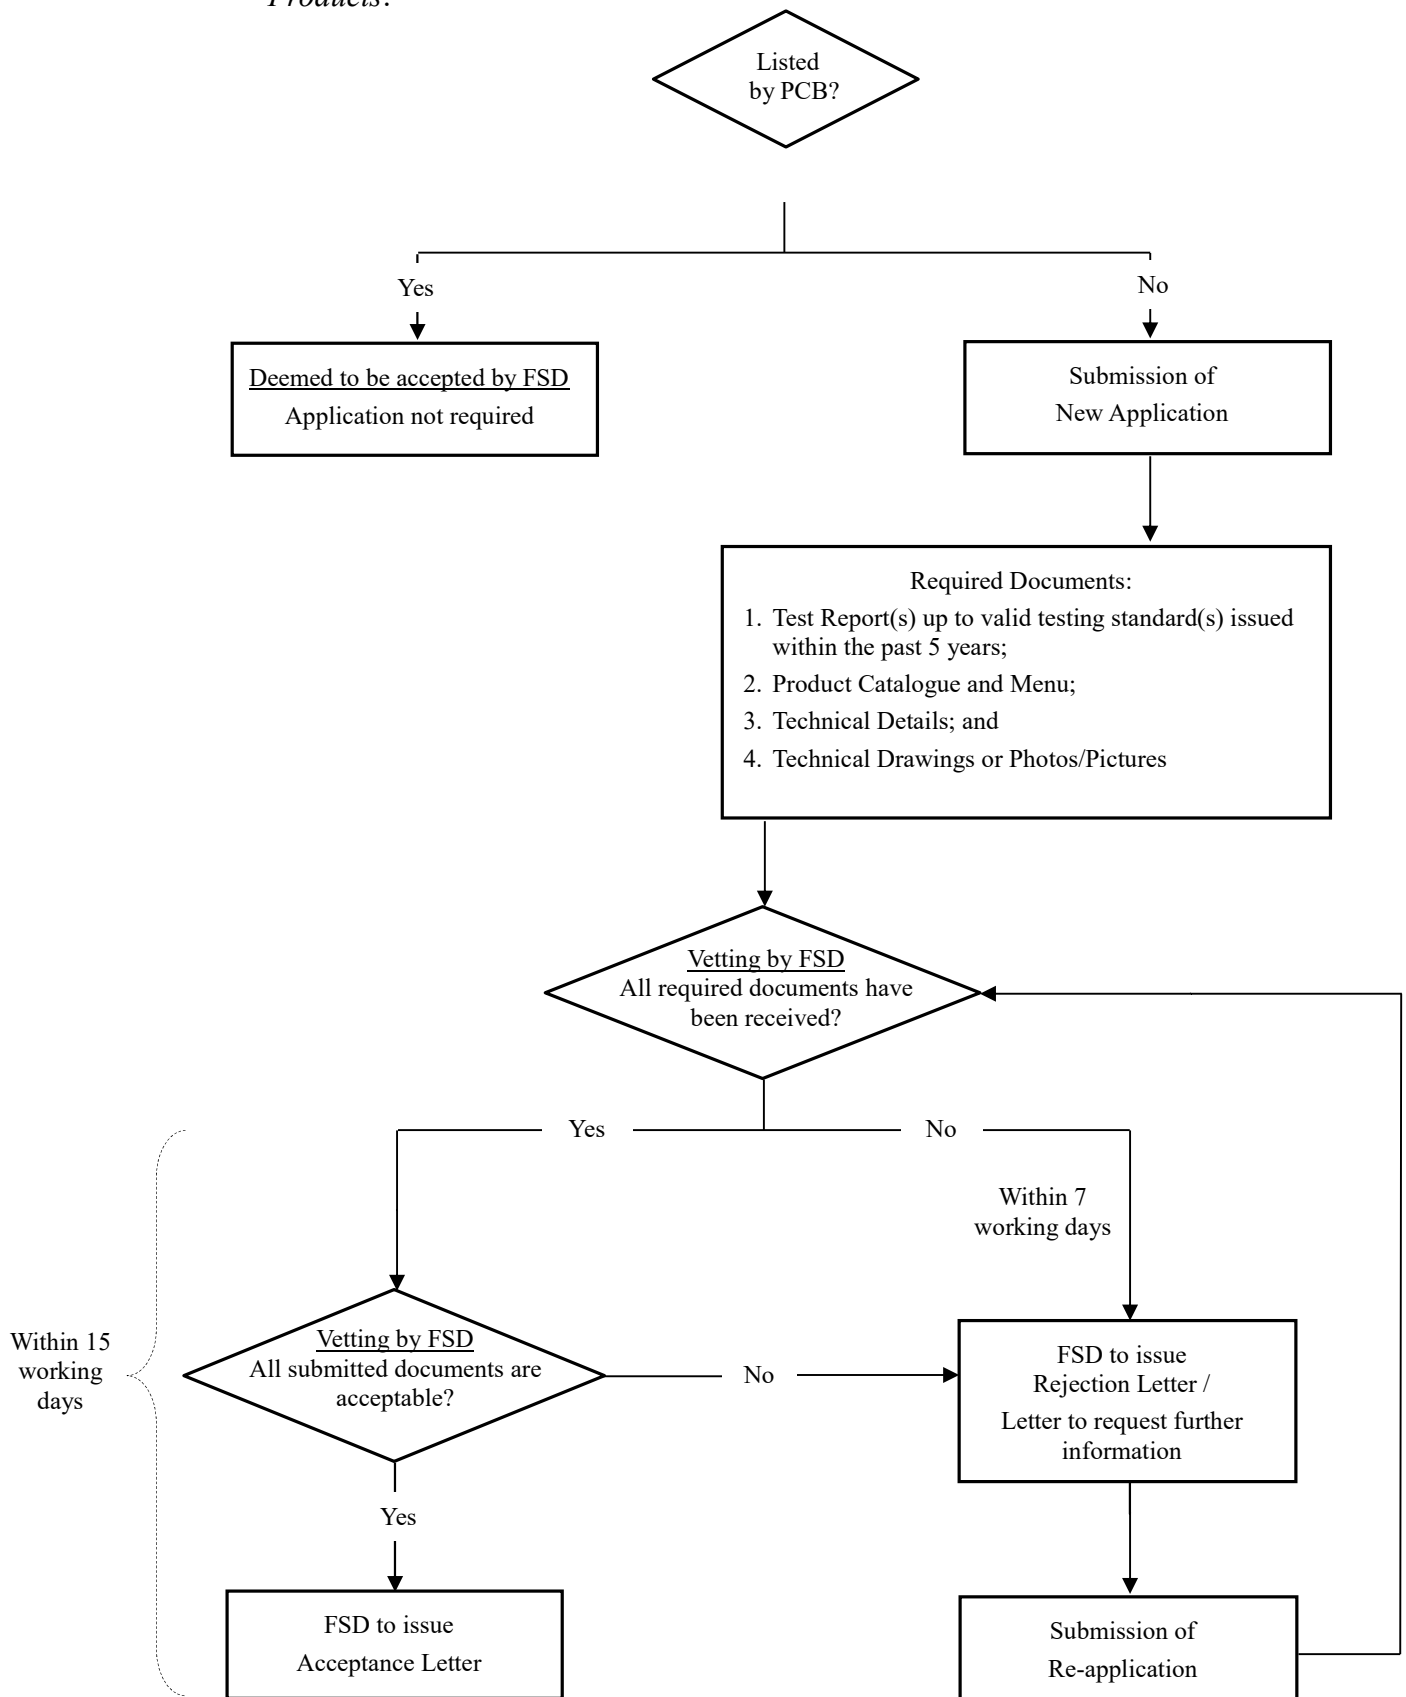 Products?
Listed
by PCB?
Yes
No
Deemed to be accepted by FSD
Application not required
Submission of
New Application
Required Documents:
1. Test Report(s) up to valid testing standard(s) issued
within the past 5 years;
2. Product Catalogue and Menu;
3. Technical Details; and
4. Technical Drawings or Photos/Pictures
Vetting by FSD
All required documents have
been received?
Yes
No
Within 7
working days
Within 15
working
days
Vetting by FSD
All submitted documents are
acceptable?
No
FSD to issue
Rejection Letter /
Letter to request further
information
Yes
FSD to issue
Acceptance Letter
Submission of
Re-application